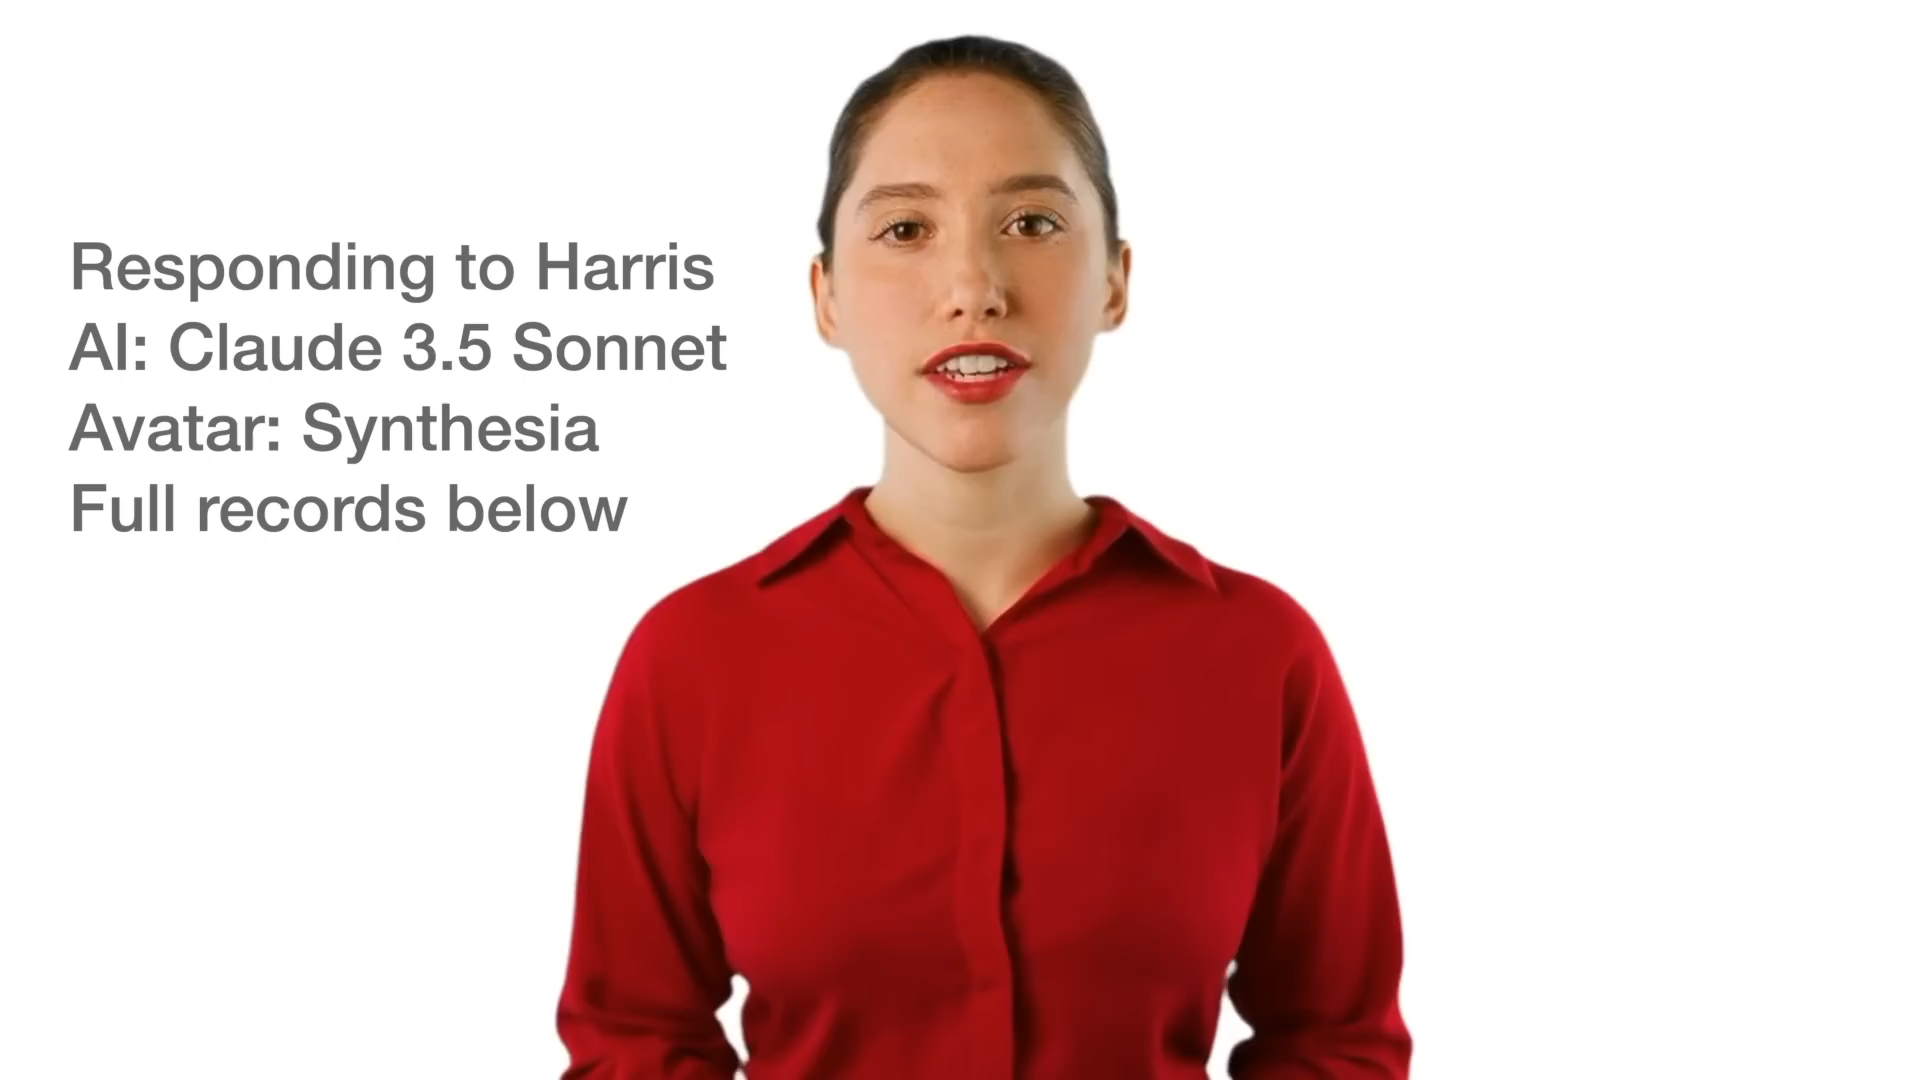 Responding to Harris
AI: Claude 3.5 Sonnet
Avatar: Synthesia
Full records below